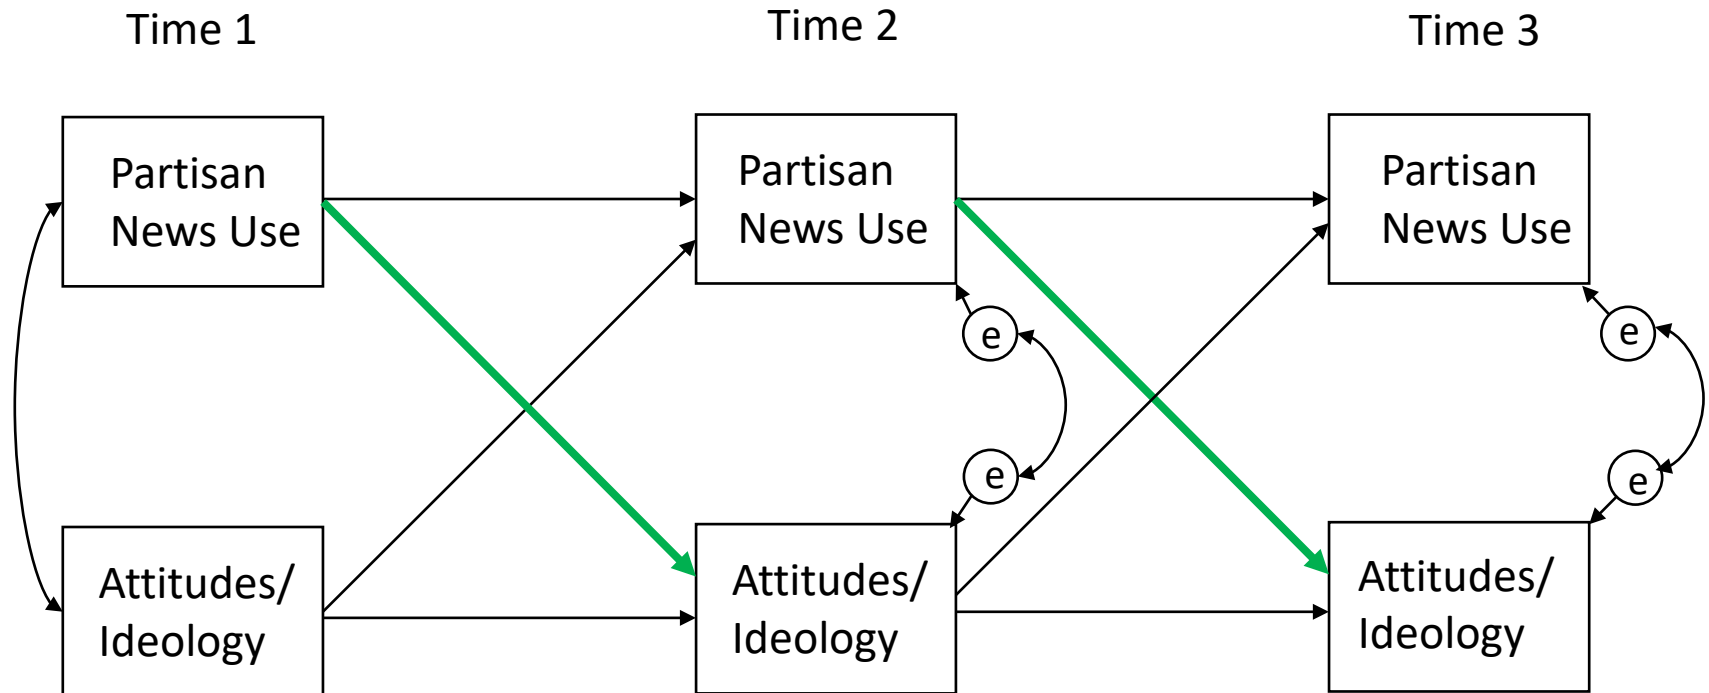 Time 1
Time 2
Time 3
Partisan
News Use
Partisan
News Use
Partisan
News Use
e
e
e
e
Attitudes/
Ideology
Attitudes/
Ideology
Attitudes/
Ideology